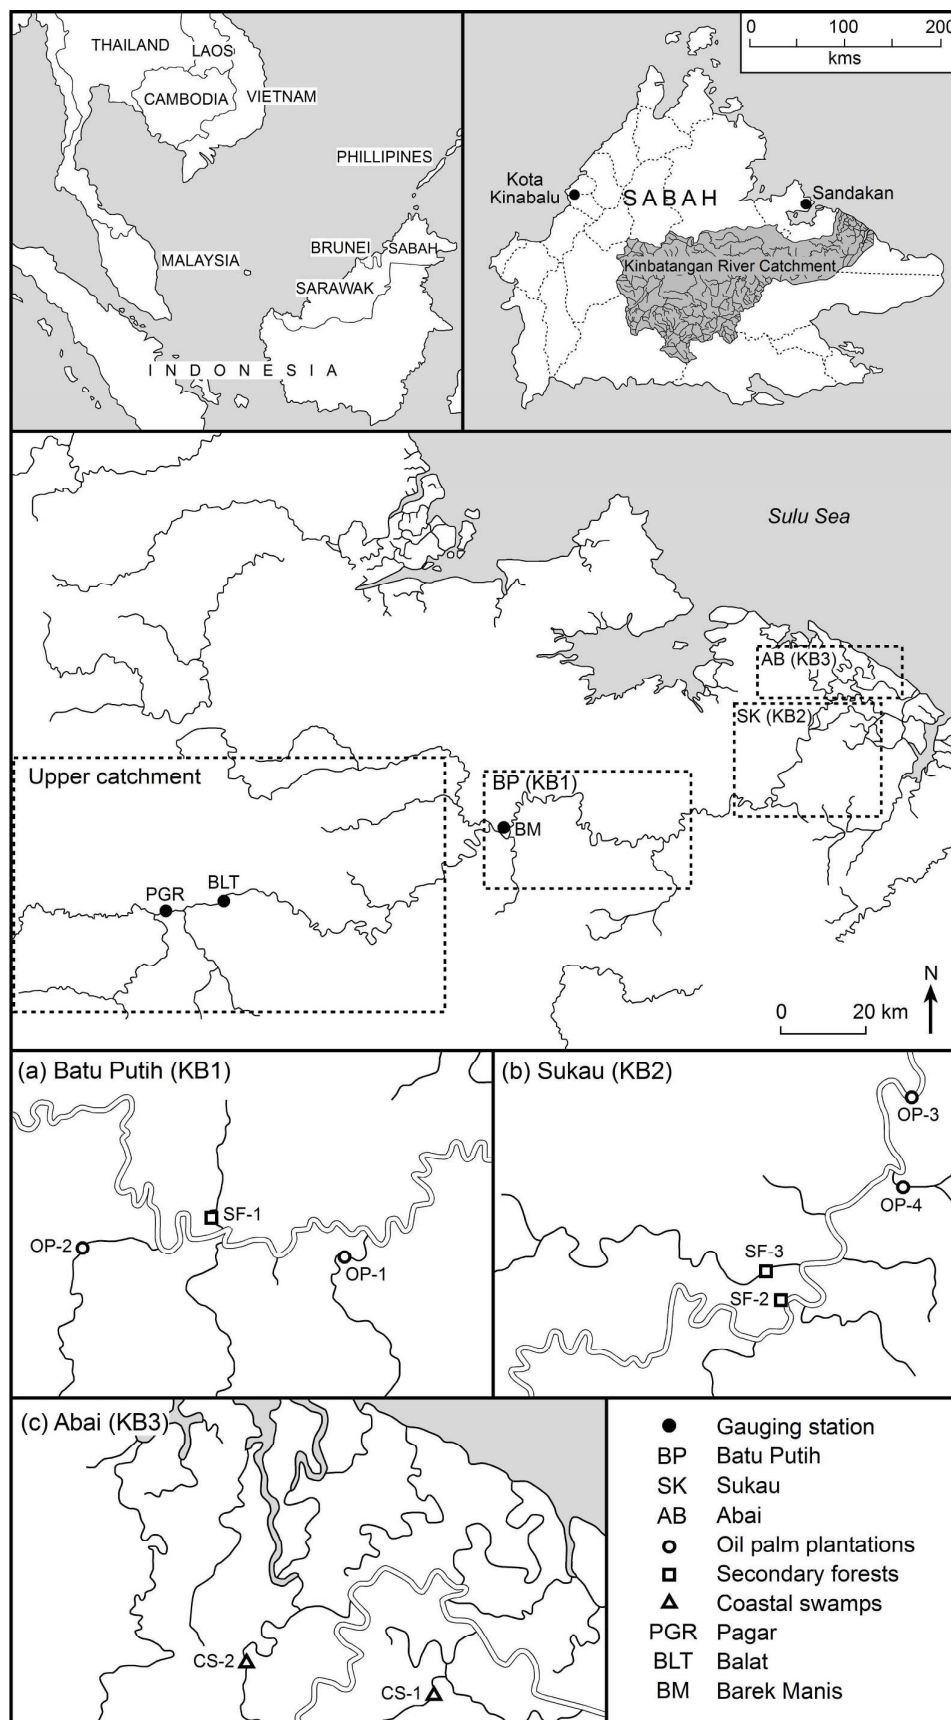 THAILAND
LAOS
CAMBODIA
VIETNAM
PHILLIPINES
BRUNEI
SABAH
MALAYSIA
SARAWAK
INDONESIA
0 100 200
kms
Kota
Kinabalu
SABAH
Sandakan
Kinbatangan River Catchment
Sulu Sea
AB (KB3)
SK (KB2)
Upper catchment
BP (KB1)
BM
BLT
PGR
N
0 20 km
(a) Batu Putih (KB1)
SF-1
OP-2
OP-1
(b) Sukau (KB2)
OP-3
OP-4
SF-3
SF-2
(c) Abai (KB3)
CS-2
CS-1
Gauging station
BP Batu Putih
SK Sukau
AB Abai
Oil palm plantations
Secondary forests
Coastal swamps
PGR Pagar
BLT Balat
BM Barek Manis